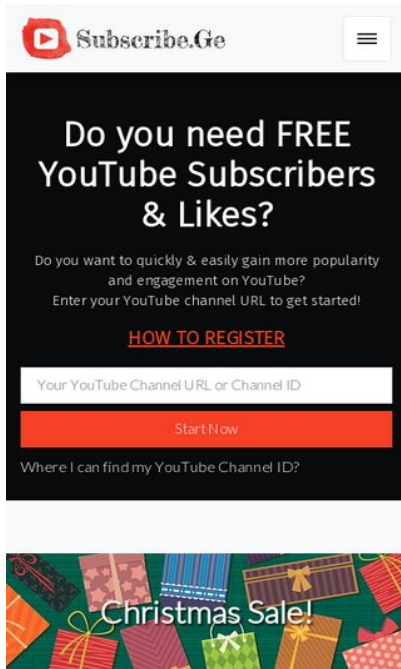 Subscribe.Ge
Do you need FREE
YouTube Subscribers
& Likes?
Do you want to quickly & easily gain more popularity
and engagement on YouTube?
Enter your YouTube channel URL to get started!
HOW TO REGISTER
Your YouTube Channel URL or Channel ID
Start Now
Where I can find my YouTube Channel ID?
Christmas Sale!